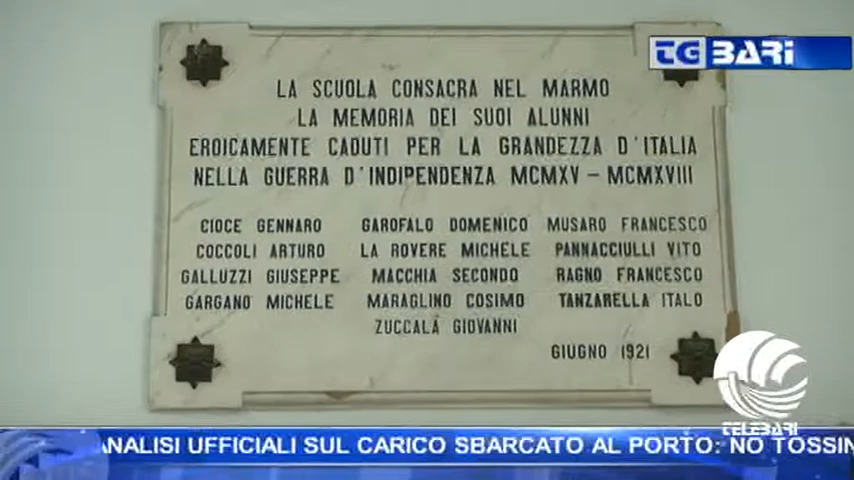 TG BARI
LA SCUOLA CONSACRA NEL MARMO
LA MEMORIA DEI SUOI ALUNNI
EROICAMENTE CADUTI PER LA GRANDEZZA D'ITALIA
NELLA GUERRA D'INDIPENDENZA MCMXV - MCMXVIII
CIOCE GENNARO GAROFALO DOMENICO MUSARO FRANCESCO
COCCOLI ARTURO LA ROVERE MICHELE PANNACCIULLI VITO
GALLUZZI GIUSEPPE MACCHIA SECONDO RAGNO FRANCESCO
GARGANO MICHELE MARAGLINO COSIMO TANZARELLA ITALO
ZUCCALÁ GIOVANNI
GIUGNO 1921
TELEBARI
ANALISI UFFICIALI SUL CARICO SBARCATO AL PORTO: NO TOSSIN